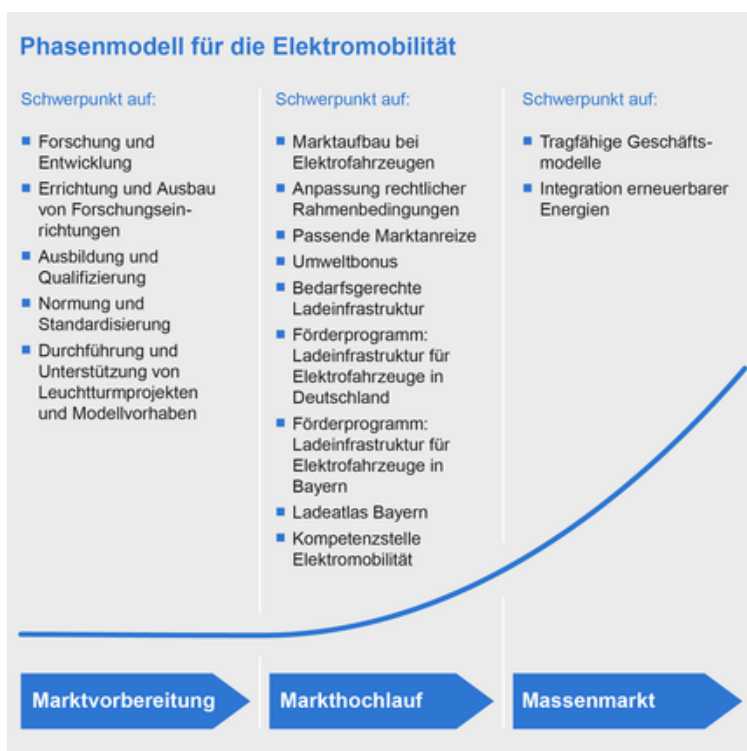 Phasenmodell für die Elektromobilität
Schwerpunkt auf:
Forschung und
Entwicklung
Errichtung und Ausbau
von Forschungsein-
richtungen
Ausbildung und
Qualifizierung
Normung und
Standardisierung
Durchführung und
Unterstützung von
Leuchtturmprojekten
und Modellvorhaben
Schwerpunkt auf:
Marktaufbau bei
Elektrofahrzeugen
Anpassung rechtlicher
Rahmenbedingungen
Passende Marktanreize
Umweltbonus
Bedarfsgerechte
Ladeinfrastruktur
Förderprogramm:
Ladeinfrastruktur für
Elektrofahrzeuge in
Deutschland
Förderprogramm:
Ladeinfrastruktur für
Elektrofahrzeuge in
Bayern
Ladeatlas Bayern
Kompetenzstelle
Elektromobilität
Schwerpunkt auf:
Tragfähige Geschäfts-
modelle
Integration erneuerbarer
Energien
Marktvorbereitung
Markthochlauf
Massenmarkt